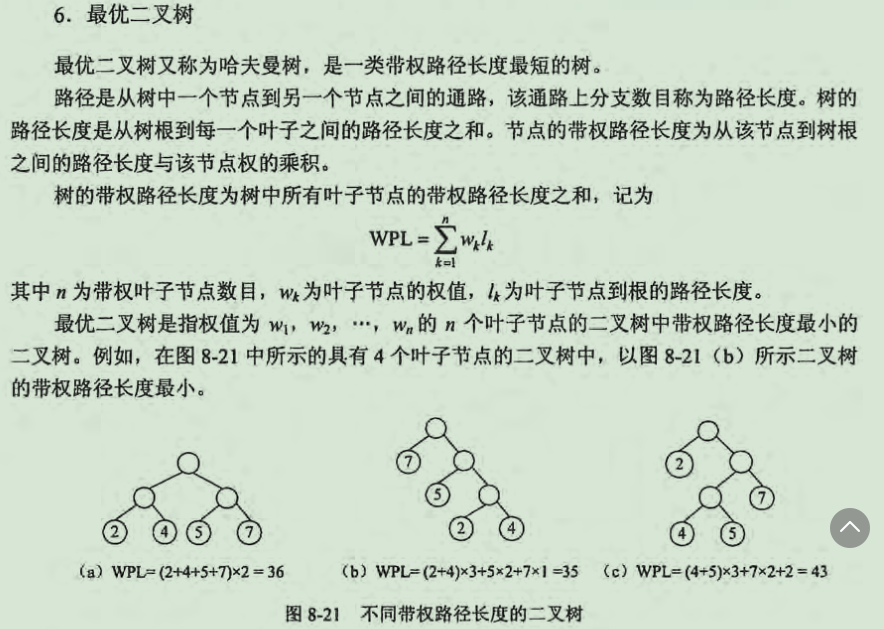 6．最优二叉树
最优二叉树又称为哈夫曼树，是一类带权路径长度最短的树。
路径是从树中一个节点到另一个节点之间的通路，该通路上分支数目称为路径长度。树的
路径长度是从树根到每一个叶子之间的路径长度之和。节点的带权路径长度为从该节点到树根
之间的路径长度与该节点权的乘积。
树的带权路径长度为树中所有叶子节点的带权路径长度之和，记为
WPL = ∑_{k=1}^{n} w_k l_k
其中 n 为带权叶子节点数目，w_k 为叶子节点的权值，l_k 为叶子节点到根的路径长度。
最优二叉树是指权值为 w_1，w_2，⋯，w_n 的 n 个叶子节点的二叉树中带权路径长度最小的
二叉树。例如，在图 8-21 中所示的具有 4 个叶子节点的二叉树中，以图 8-21（b）所示二叉树
的带权路径长度最小。
2 4 5 7
7 5 2 4
2 7 4 5
（a）WPL= (2+4+5+7)×2 = 36
（b）WPL= (2+4)×3+5×2+7×1 =35
（c）WPL= (4+5)×3+7×2+2 = 43
图 8-21 不同带权路径长度的二叉树